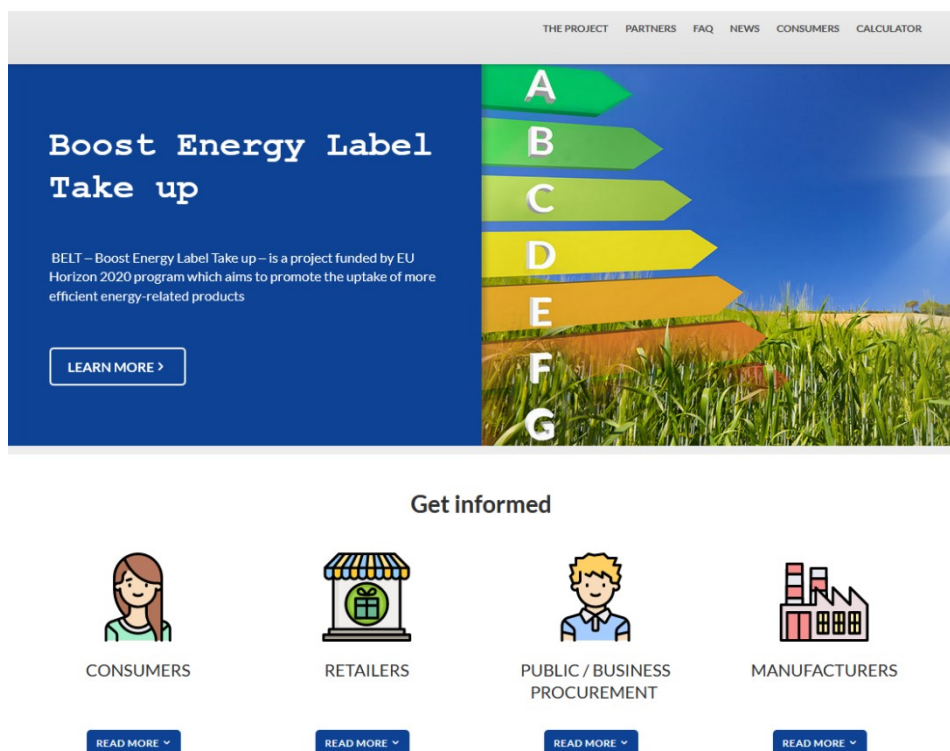 THE PROJECT PARTNERS FAQ NEWS CONSUMERS CALCULATOR
Boost Energy Label
Take up
BELT – Boost Energy Label Take up – is a project funded by EU
Horizon 2020 program which aims to promote the uptake of more
efficient energy-related products
LEARN MORE >
A
B
C
D
E
F
G
Get informed
CONSUMERS
RETAILERS
PUBLIC / BUSINESS
PROCUREMENT
MANUFACTURERS
READ MORE
READ MORE
READ MORE
READ MORE